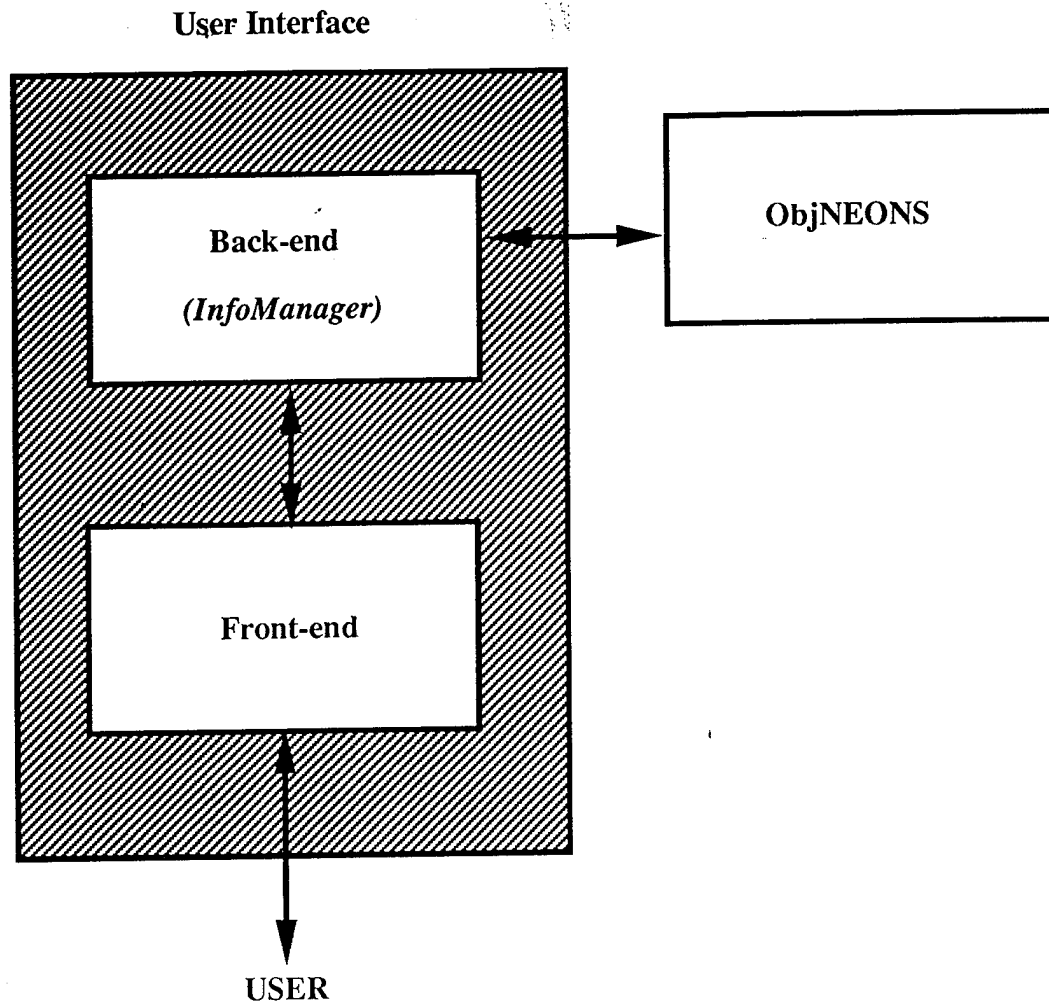 User Interface
Back-end
(InfoManager)
ObjNEONS
Front-end
USER